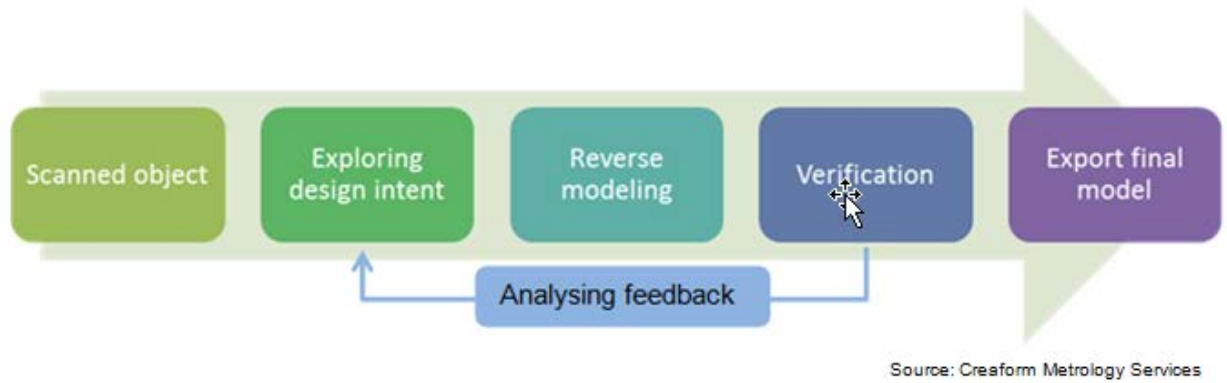 Scanned object
Exploring
design intent
Reverse
modeling
Verification
Export final
model
Analysing feedback
Source: Creaform Metrology Services